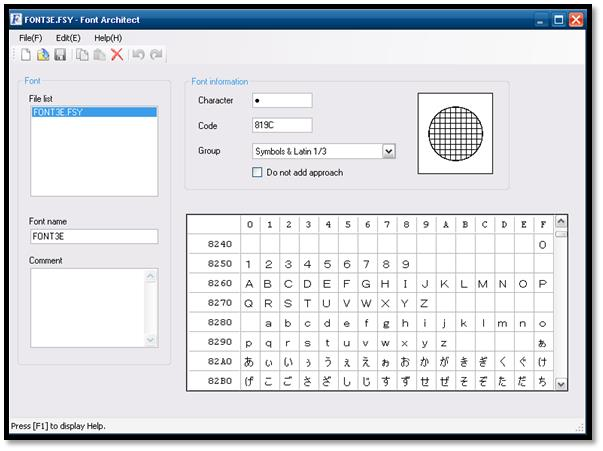 FONT3E.FSY - Font Architect
File(F) Edit(E) Help(H)
Font
File list
FONT3E.FSY
Font name
FONT3E
Comment
Font information
Character ●
Code 819C
Group Symbols & Latin 1/3
Do not add approach
0 1 2 3 4 5 6 7 8 9 A B C D E F
8240 0
8250 1 2 3 4 5 6 7 8 9
8260 A B C D E F G H I J K L M N O P
8270 Q R S T U V W X Y Z
8280 a b c d e f g h i j k l m n o
8290 p q r s t u v w x y z ぁ
82A0 あ ぃ い ぅ う ぇ え ぉ お か が き ぎ く ぐ け
82B0 げ こ ご さ ざ し じ す ず せ ぜ そ ぞ た だ ち
Press [F1] to display Help.